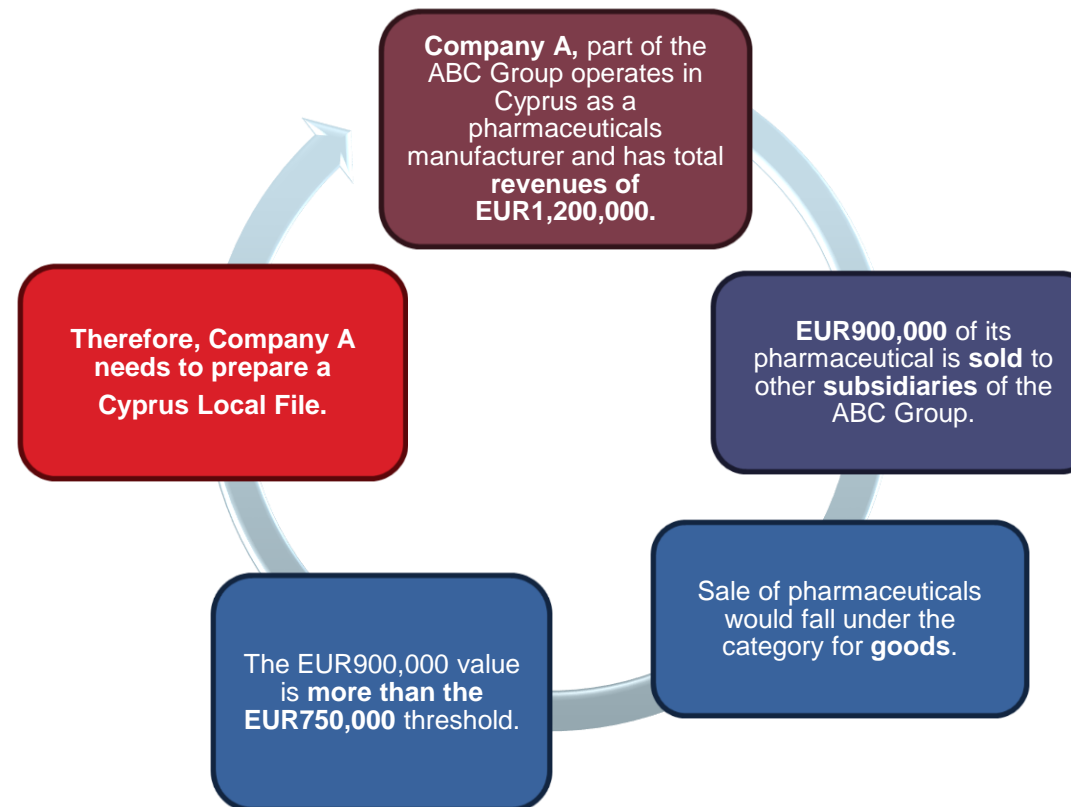 Company A, part of the
ABC Group operates in
Cyprus as a
pharmaceuticals
manufacturer and has total
revenues of
EUR1,200,000.
EUR900,000 of its
pharmaceutical is sold to
other subsidiaries of the
ABC Group.
Sale of pharmaceuticals
would fall under the
category for goods.
The EUR900,000 value
is more than the
EUR750,000 threshold.
Therefore, Company A
needs to prepare a
Cyprus Local File.